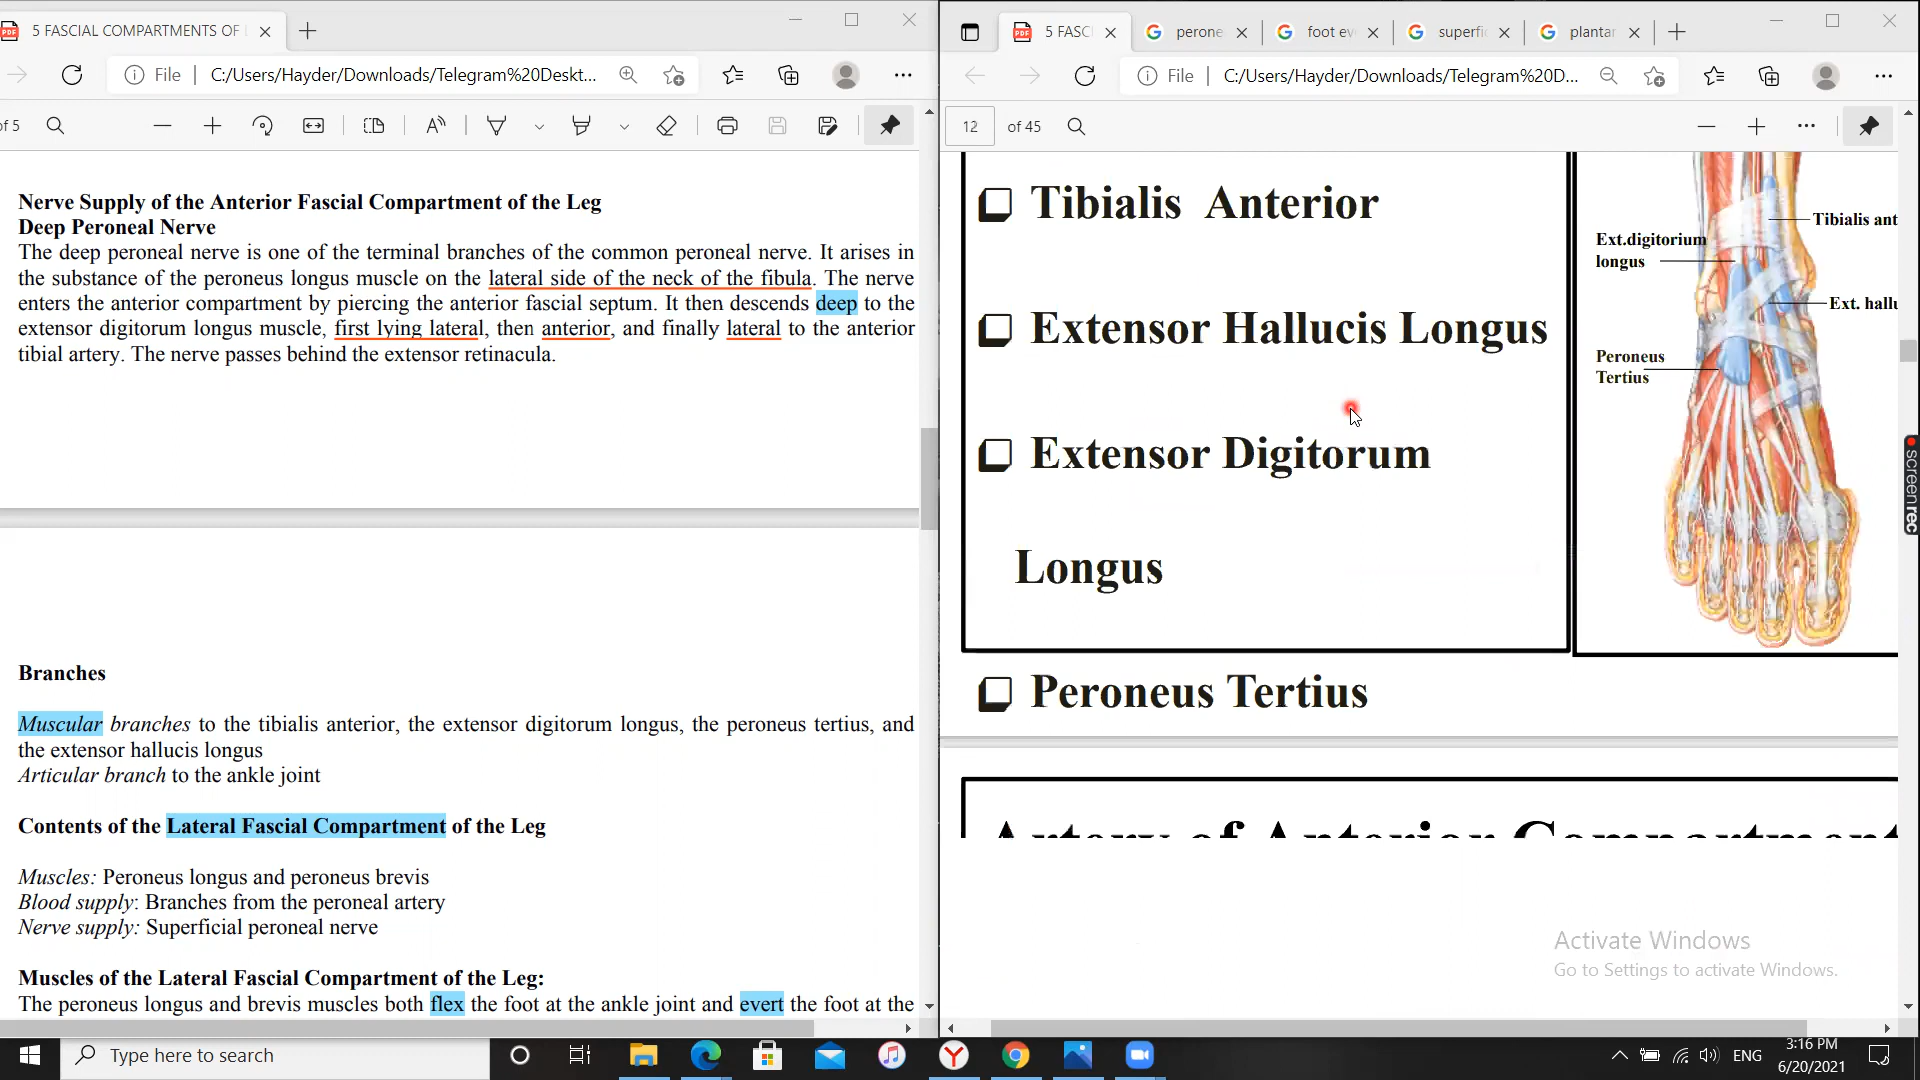 5 FASCIAL COMPARTMENTS OF
File
C:/Users/Hayder/Downloads/Telegram%20Deskt...
of 5
Nerve Supply of the Anterior Fascial Compartment of the Leg
Deep Peroneal Nerve
The deep peroneal nerve is one of the terminal branches of the common peroneal nerve. It arises in
the substance of the peroneus longus muscle on the lateral side of the neck of the fibula. The nerve
enters the anterior compartment by piercing the anterior fascial septum. It then descends deep to the
extensor digitorum longus muscle, first lying lateral, then anterior, and finally lateral to the anterior
tibial artery. The nerve passes behind the extensor retinacula.
Branches
Muscular branches to the tibialis anterior, the extensor digitorum longus, the peroneus tertius, and
the extensor hallucis longus
Articular branch to the ankle joint
Contents of the Lateral Fascial Compartment of the Leg
Muscles: Peroneus longus and peroneus brevis
Blood supply: Branches from the peroneal artery
Nerve supply: Superficial peroneal nerve
Muscles of the Lateral Fascial Compartment of the Leg:
The peroneus longus and brevis muscles both flex the foot at the ankle joint and evert the foot at the
5 FASCI
perone
foot ev
superfi
plantar
File
C:/Users/Hayder/Downloads/Telegram%20D...
12 of 45
Tibialis Anterior
Extensor Hallucis Longus
Extensor Digitorum
Longus
Peroneus Tertius
Tibialis ant
Ext.digitorium
longus
Ext. hallu
Peroneus
Tertius
Artery of Anterior Compartment
Activate Windows
Go to Settings to activate Windows.
screenrec
Type here to search
ENG
3:16 PM
6/20/2021